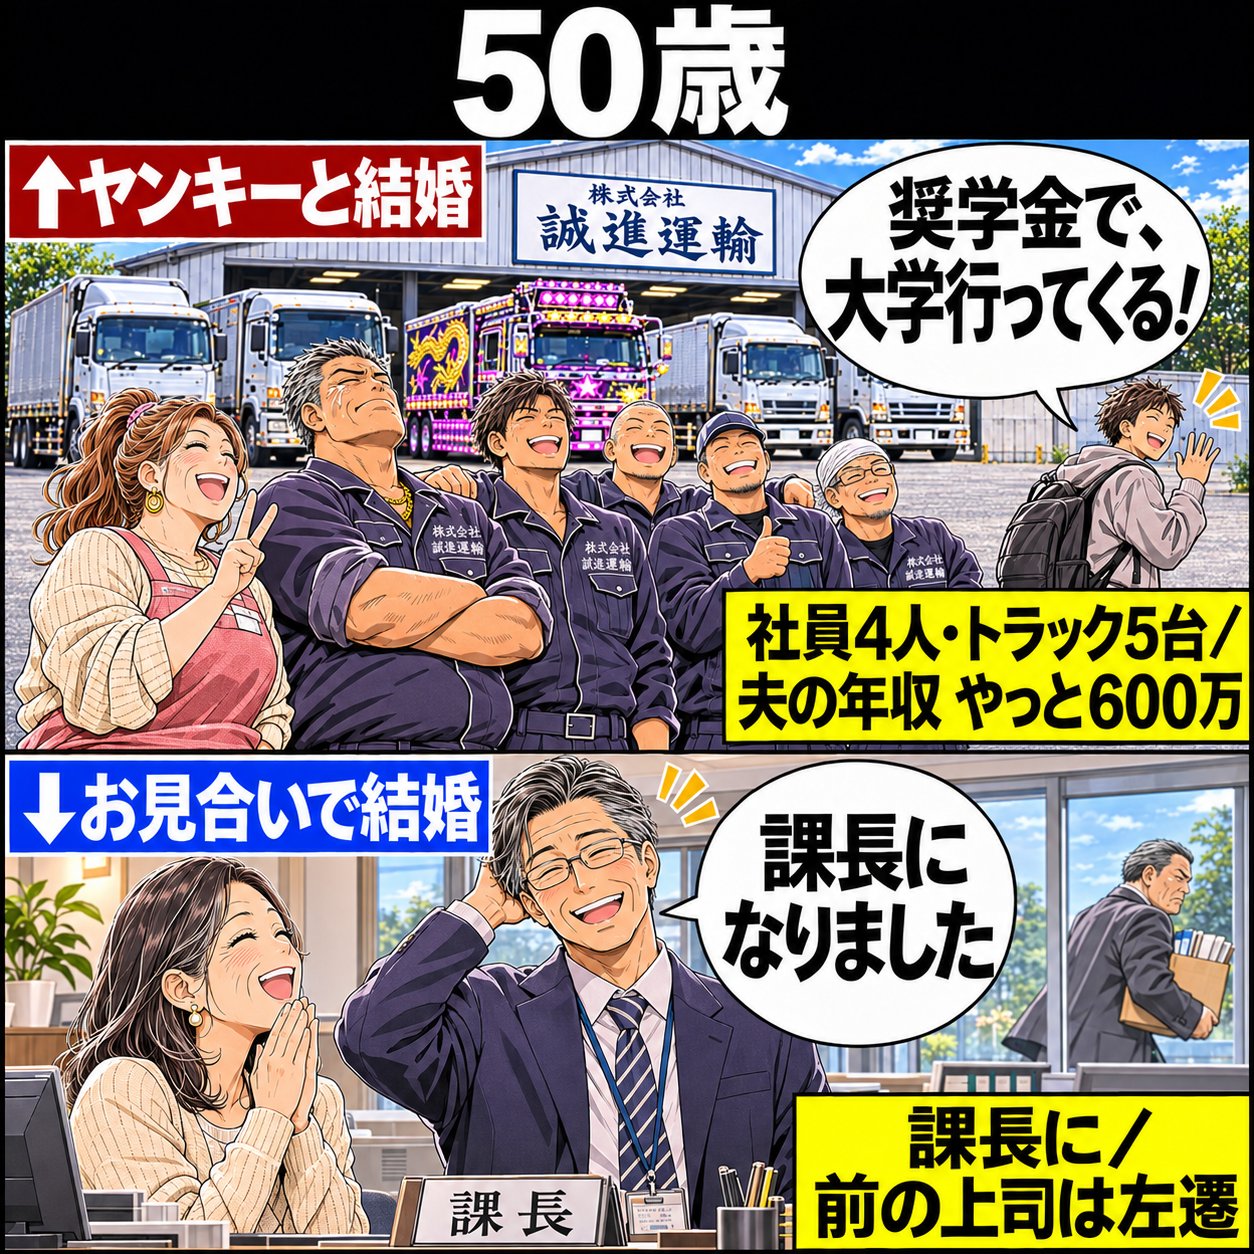 50歳
↑ヤンキーと結婚
株式会社
誠進運輸
奨学金で、
大学行ってくる!
株式会社
誠進運輸
株式会社
誠進運輸
株式会社
誠進運輸
社員4人・トラック5台/
夫の年収 やっと600万
↓お見合いで結婚
課長に
なりました
課長
課長に/
前の上司は左遷